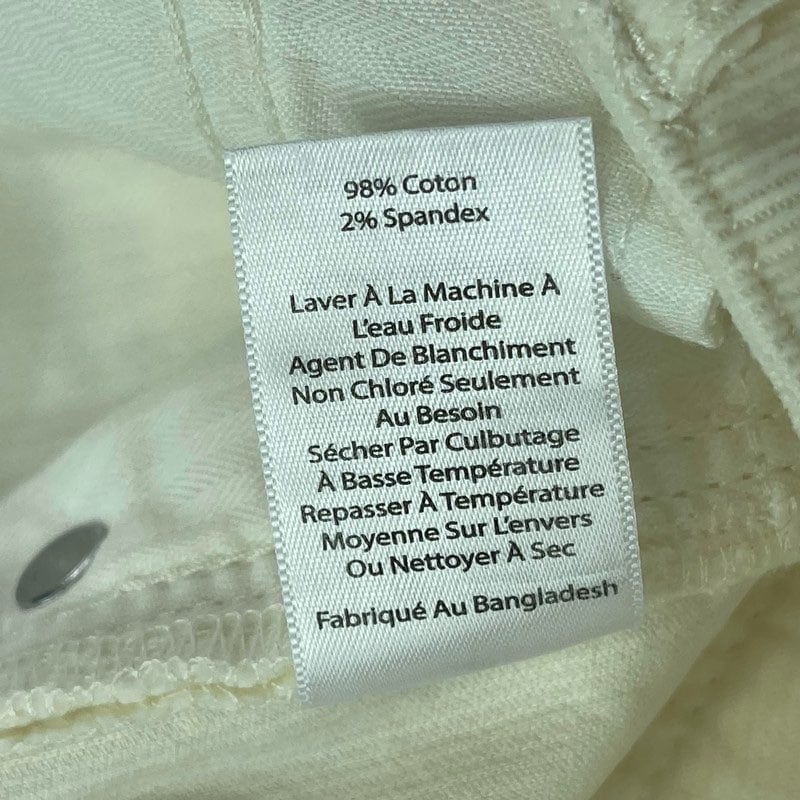 98% Coton
2% Spandex
Laver À La Machine À
L'eau Froide
Agent De Blanchiment
Non Chloré Seulement
Au Besoin
Sécher Par Culbutage
À Basse Température
Repasser À Température
Moyenne Sur L'envers
Ou Nettoyer À Sec
Fabriqué Au Bangladesh